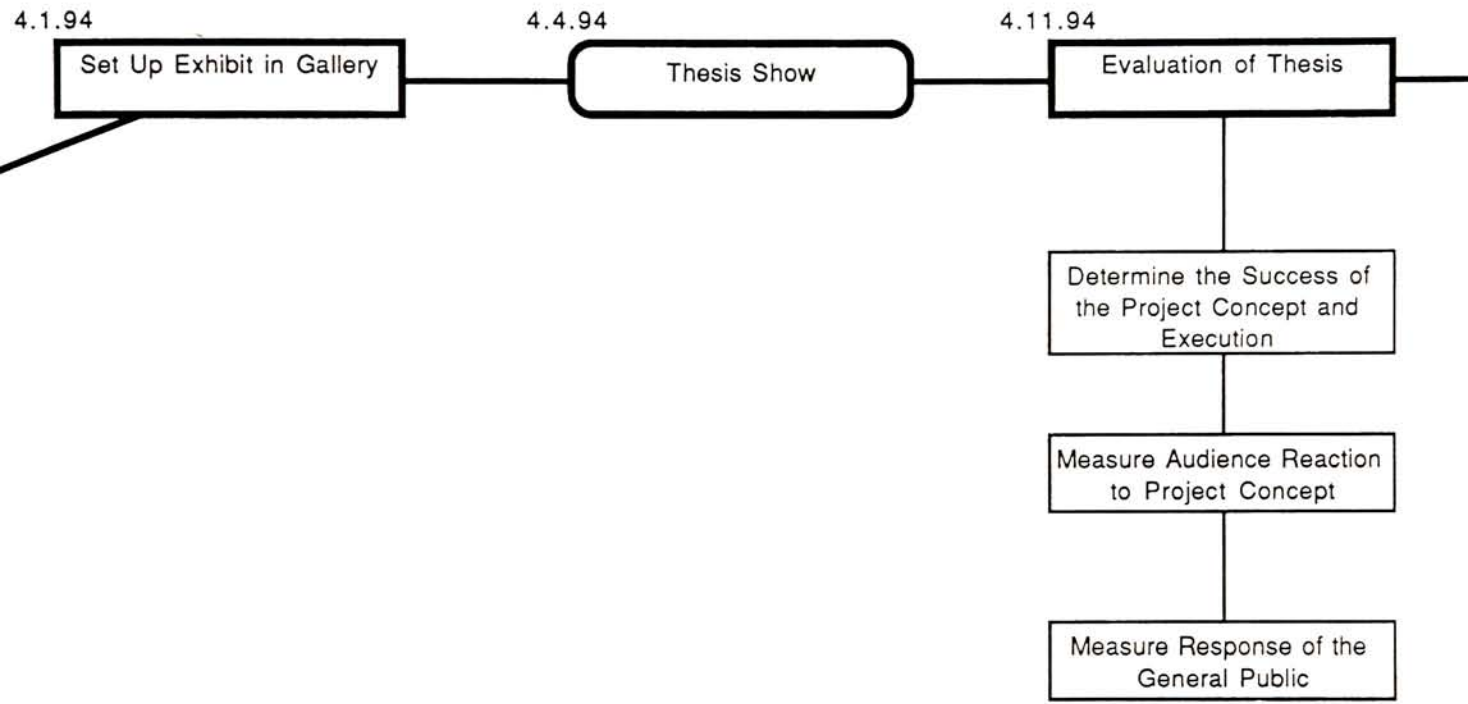 4.1.94
Set Up Exhibit in Gallery
4.4.94
Thesis Show
4.11.94
Evaluation of Thesis
Determine the Success of
the Project Concept and
Execution
Measure Audience Reaction
to Project Concept
Measure Response of the
General Public